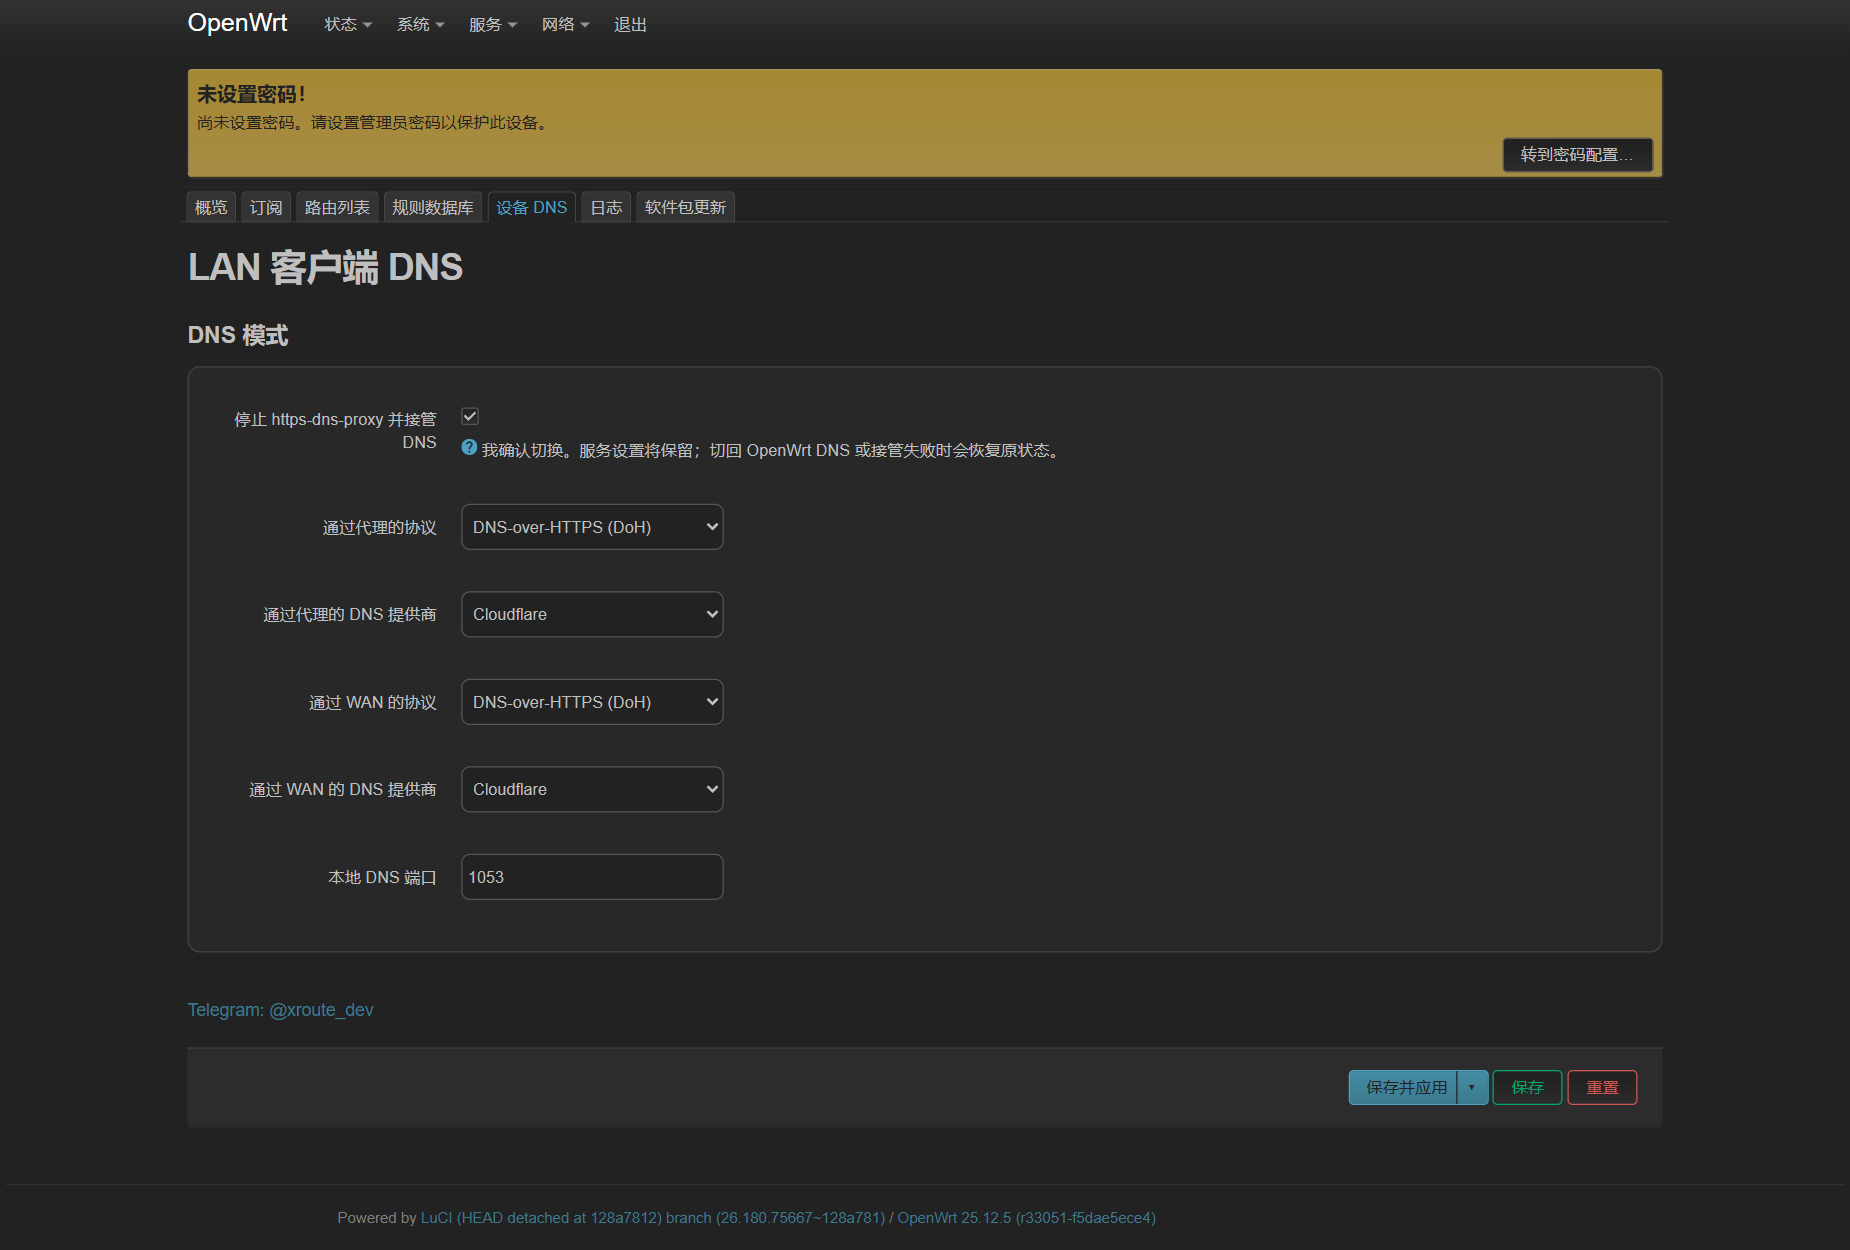 OpenWrt 状态 系统 服务 网络 退出
未设置密码！
尚未设置密码。请设置管理员密码以保护此设备。
转到密码配置...
概览 订阅 路由列表 规则数据库 设备 DNS 日志 软件包更新
LAN 客户端 DNS
DNS 模式
停止 https-dns-proxy 并接管
DNS
我确认切换。服务设置将保留；切回 OpenWrt DNS 或接管失败时会恢复原状态。
通过代理的协议 DNS-over-HTTPS (DoH)
通过代理的 DNS 提供商 Cloudflare
通过 WAN 的协议 DNS-over-HTTPS (DoH)
通过 WAN 的 DNS 提供商 Cloudflare
本地 DNS 端口 1053
Telegram: @xroute_dev
保存并应用 保存 重置
Powered by LuCI (HEAD detached at 128a7812) branch (26.180.75667~128a781) / OpenWrt 25.12.5 (r33051-f5dae5ece4)